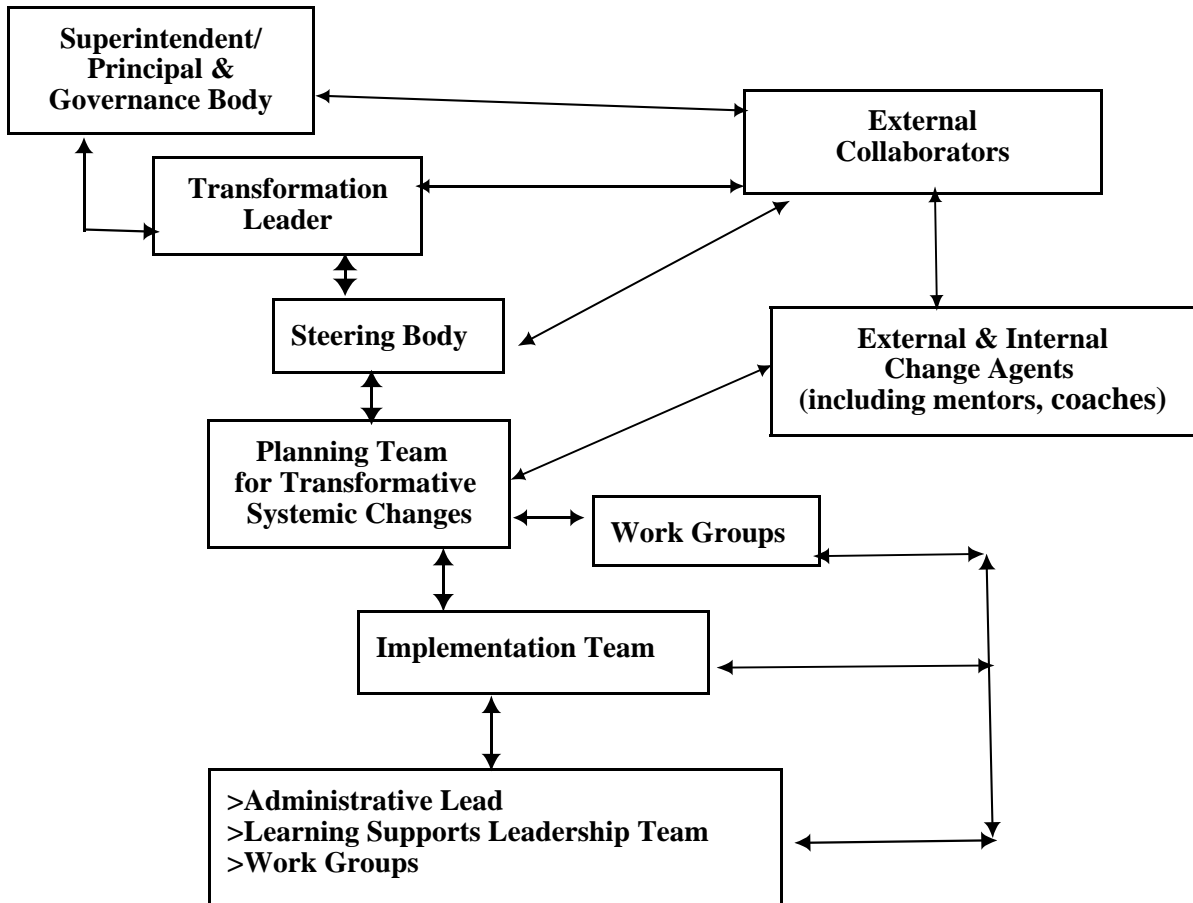 Superintendent/
Principal &
Governance Body
External
Collaborators
Transformation
Leader
Steering Body
External & Internal
Change Agents
(including mentors, coaches)
Planning Team
for Transformative
Systemic Changes
Work Groups
Implementation Team
>Administrative Lead
>Learning Supports Leadership Team
>Work Groups